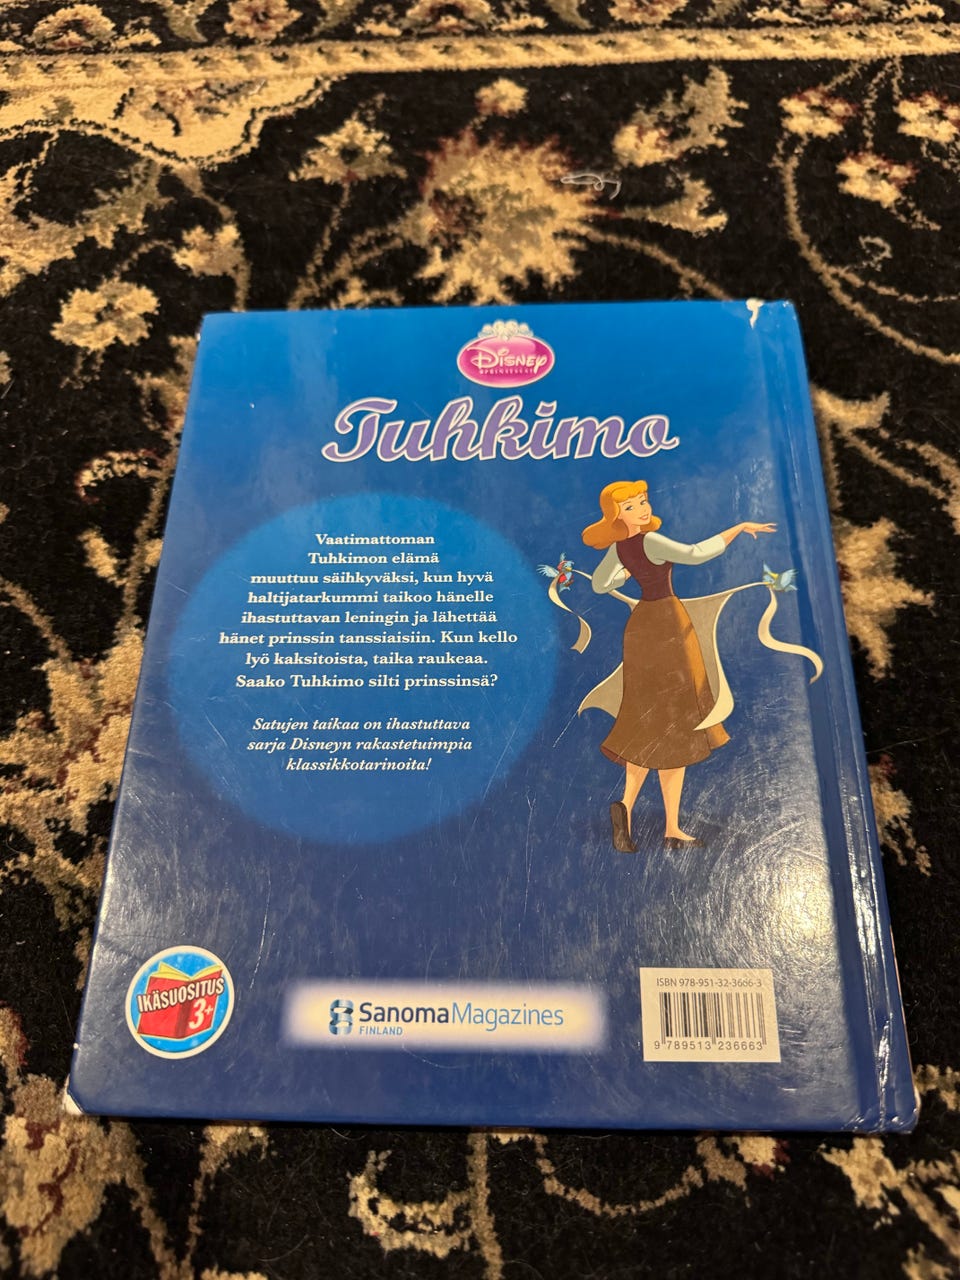 Disney
PRINSESSAT
Tuhkimo
Vaatimattoman
Tuhkimon elämä
muuttuu säihkyväksi, kun hyvä
haltijatarkummi taikoo hänelle
ihastuttavan leningin ja lähettää
hänet prinssin tanssiaisiin. Kun kello
lyö kaksitoista, taika raukeaa.
Saako Tuhkimo silti prinssinsä?
Satujen taikaa on ihastuttava
sarja Disneyn rakastetuimpia
klassikkotarinoita!
IKÄSUOSITUS
3+
SanomaMagazines
FINLAND
ISBN 978-951-32-3666-3
9 789513 236663